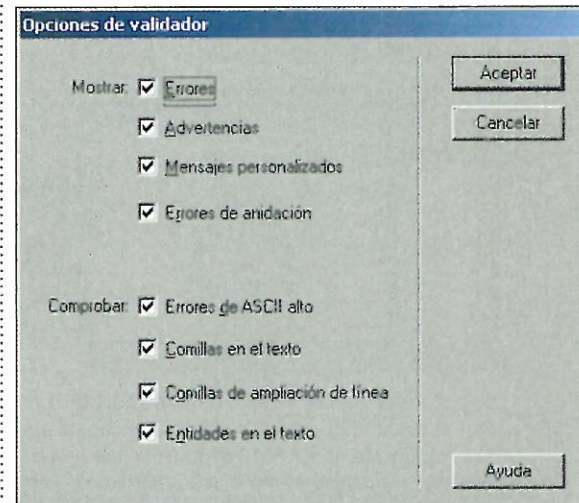 Opciones de validador
Mostrar: Errores
Advertencias
Mensajes personalizados
Errores de anidación
Comprobar: Errores de ASCII alto
Comillas en el texto
Comillas de ampliación de línea
Entidades en el texto
Aceptar
Cancelar
Ayuda